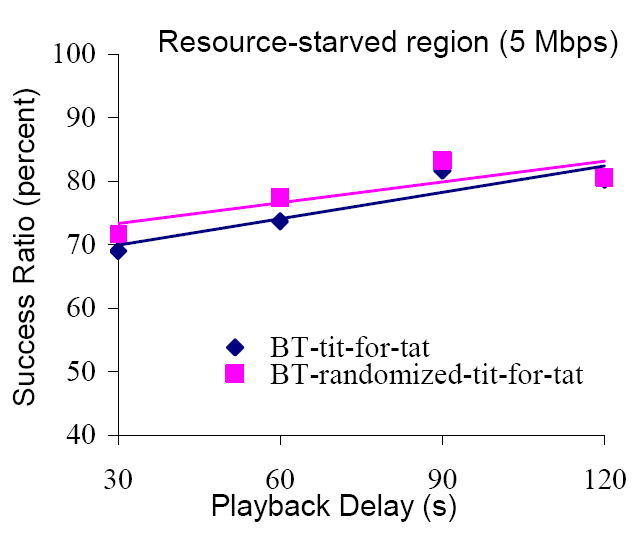 Resource-starved region (5 Mbps)
100
90
80
70
60
50
40
Success Ratio (percent)
BT-tit-for-tat
BT-randomized-tit-for-tat
30 60 90 120
Playback Delay (s)